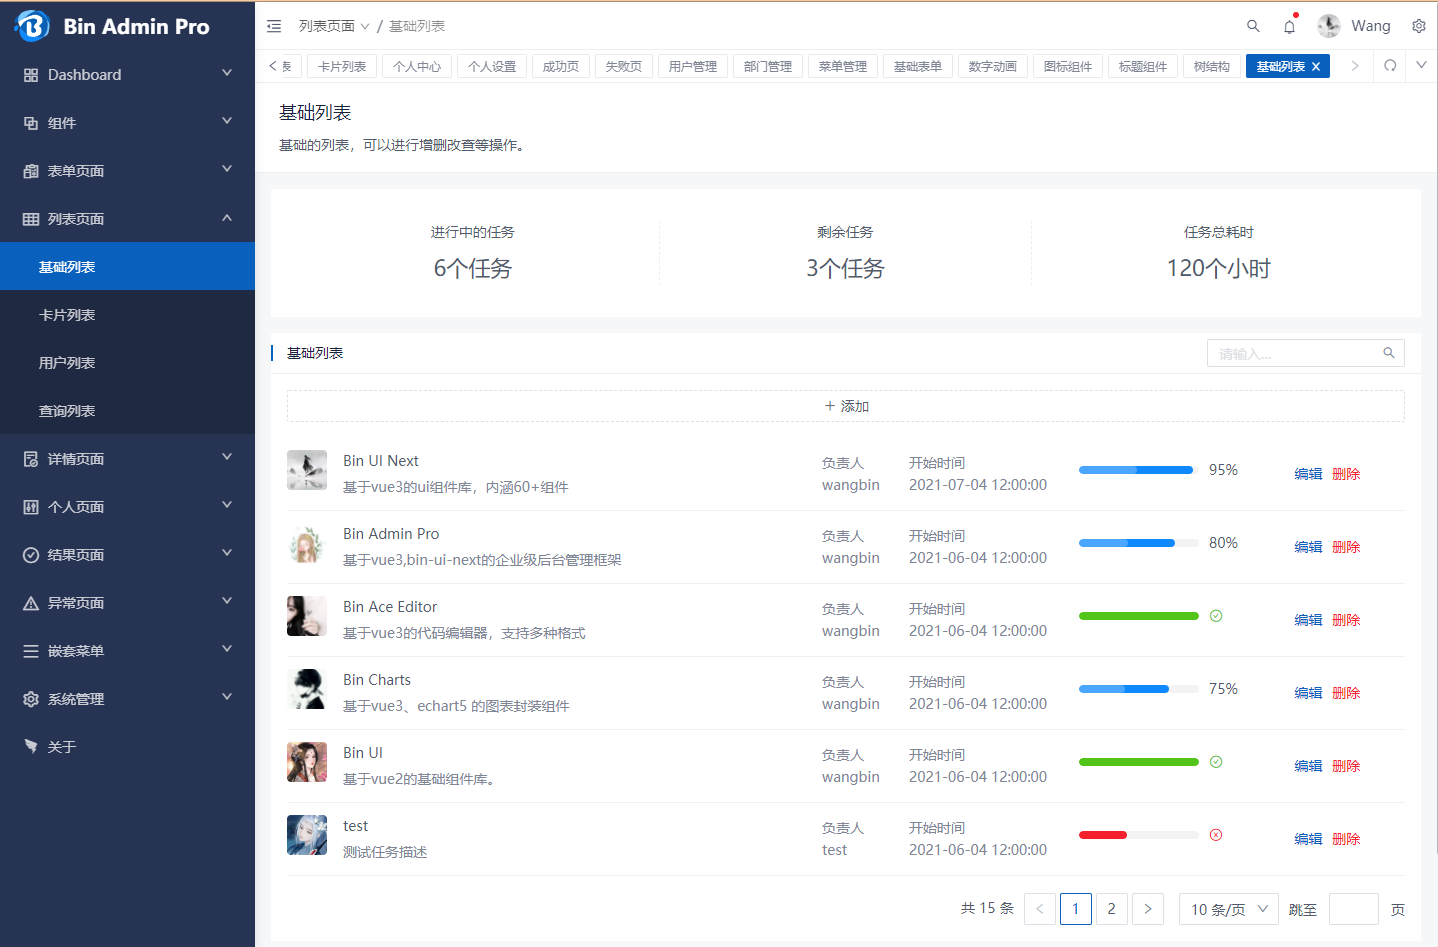 Bin Admin Pro
Dashboard
组件
表单页面
列表页面
基础列表
卡片列表
用户列表
查询列表
详情页面
个人页面
结果页面
异常页面
嵌套菜单
系统管理
关于
列表页面 / 基础列表
Wang
表 卡片列表 个人中心 个人设置 成功页 失败页 用户管理 部门管理 菜单管理 基础表单 数字动画 图标组件 标题组件 树结构 基础列表
基础列表
基础的列表，可以进行增删改查等操作。
进行中的任务 剩余任务 任务总耗时
6个任务 3个任务 120个小时
基础列表 请输入...
+ 添加
Bin UI Next 负责人 开始时间 95% 编辑 删除
基于vue3的ui组件库，内涵60+组件 wangbin 2021-07-04 12:00:00
Bin Admin Pro 负责人 开始时间 80% 编辑 删除
基于vue3,bin-ui-next的企业级后台管理框架 wangbin 2021-06-04 12:00:00
Bin Ace Editor 负责人 开始时间 编辑 删除
基于vue3的代码编辑器，支持多种格式 wangbin 2021-06-04 12:00:00
Bin Charts 负责人 开始时间 75% 编辑 删除
基于vue3、echart5 的图表封装组件 wangbin 2021-06-04 12:00:00
Bin UI 负责人 开始时间 编辑 删除
基于vue2的基础组件库。 wangbin 2021-06-04 12:00:00
test 负责人 开始时间 编辑 删除
测试任务描述 test 2021-06-04 12:00:00
共 15 条 < 1 2 > 10 条/页 跳至 页